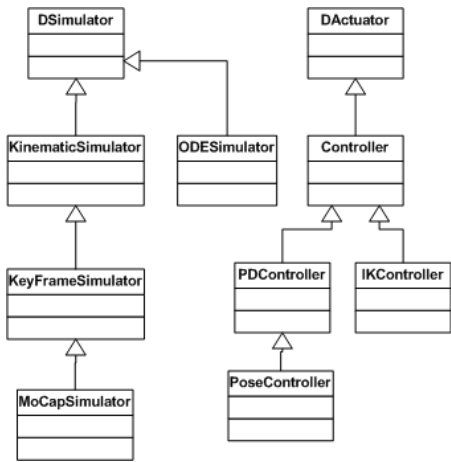 DSimulator
DActuator
KinematicSimulator
ODESimulator
Controller
KeyFrameSimulator
PDController
IKController
MoCapSimulator
PoseController